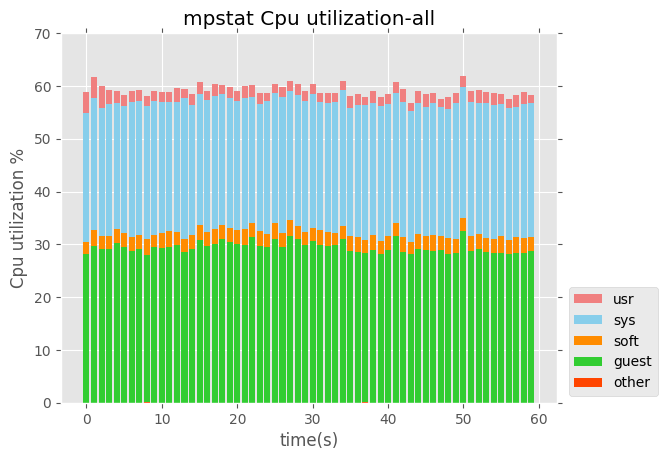 mpstat Cpu utilization-all
Cpu utilization %
70
60
50
40
30
20
10
0
0 10 20 30 40 50 60
time(s)
usr
sys
soft
guest
other